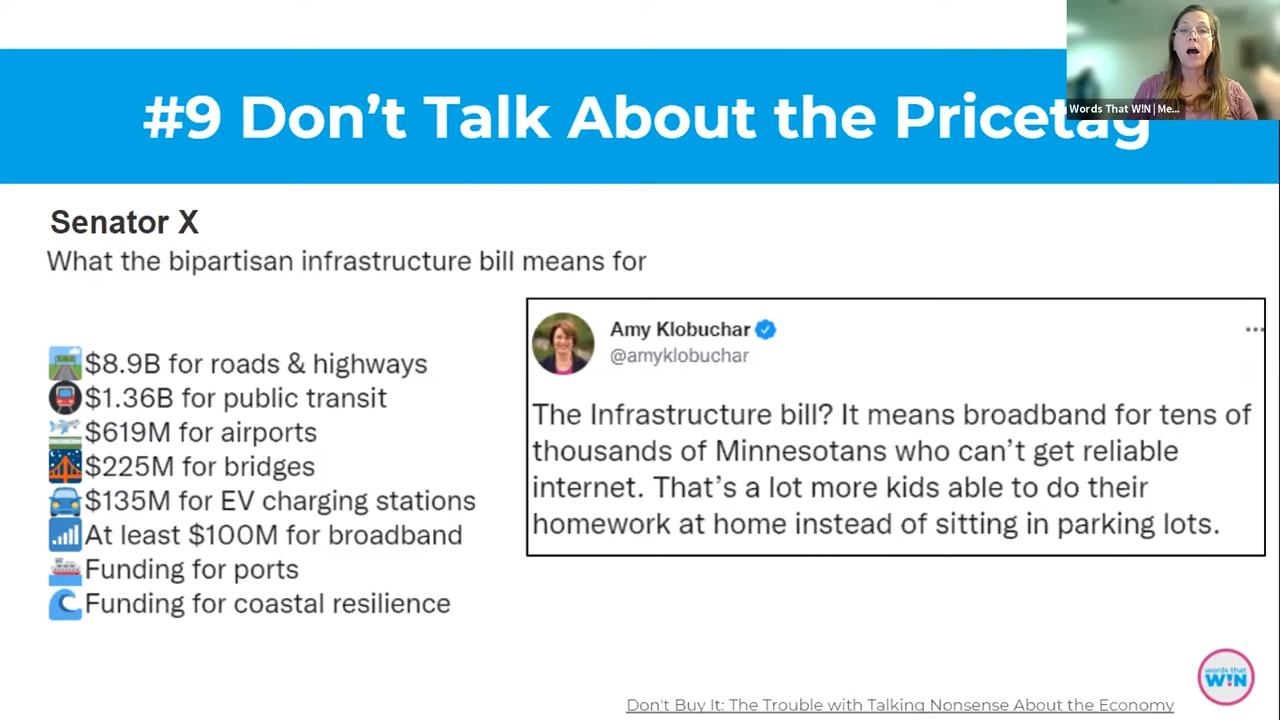 #9 Don't Talk About the Pricetag
Words That WIN | Me...
Senator X
What the bipartisan infrastructure bill means for
$8.9B for roads & highways
$1.36B for public transit
$619M for airports
$225M for bridges
$135M for EV charging stations
At least $100M for broadband
Funding for ports
Funding for coastal resilience
Amy Klobuchar
@amyklobuchar
The Infrastructure bill? It means broadband for tens of
thousands of Minnesotans who can't get reliable
internet. That's a lot more kids able to do their
homework at home instead of sitting in parking lots.
words that
W!N
Don't Buy It: The Trouble with Talking Nonsense About the Economy